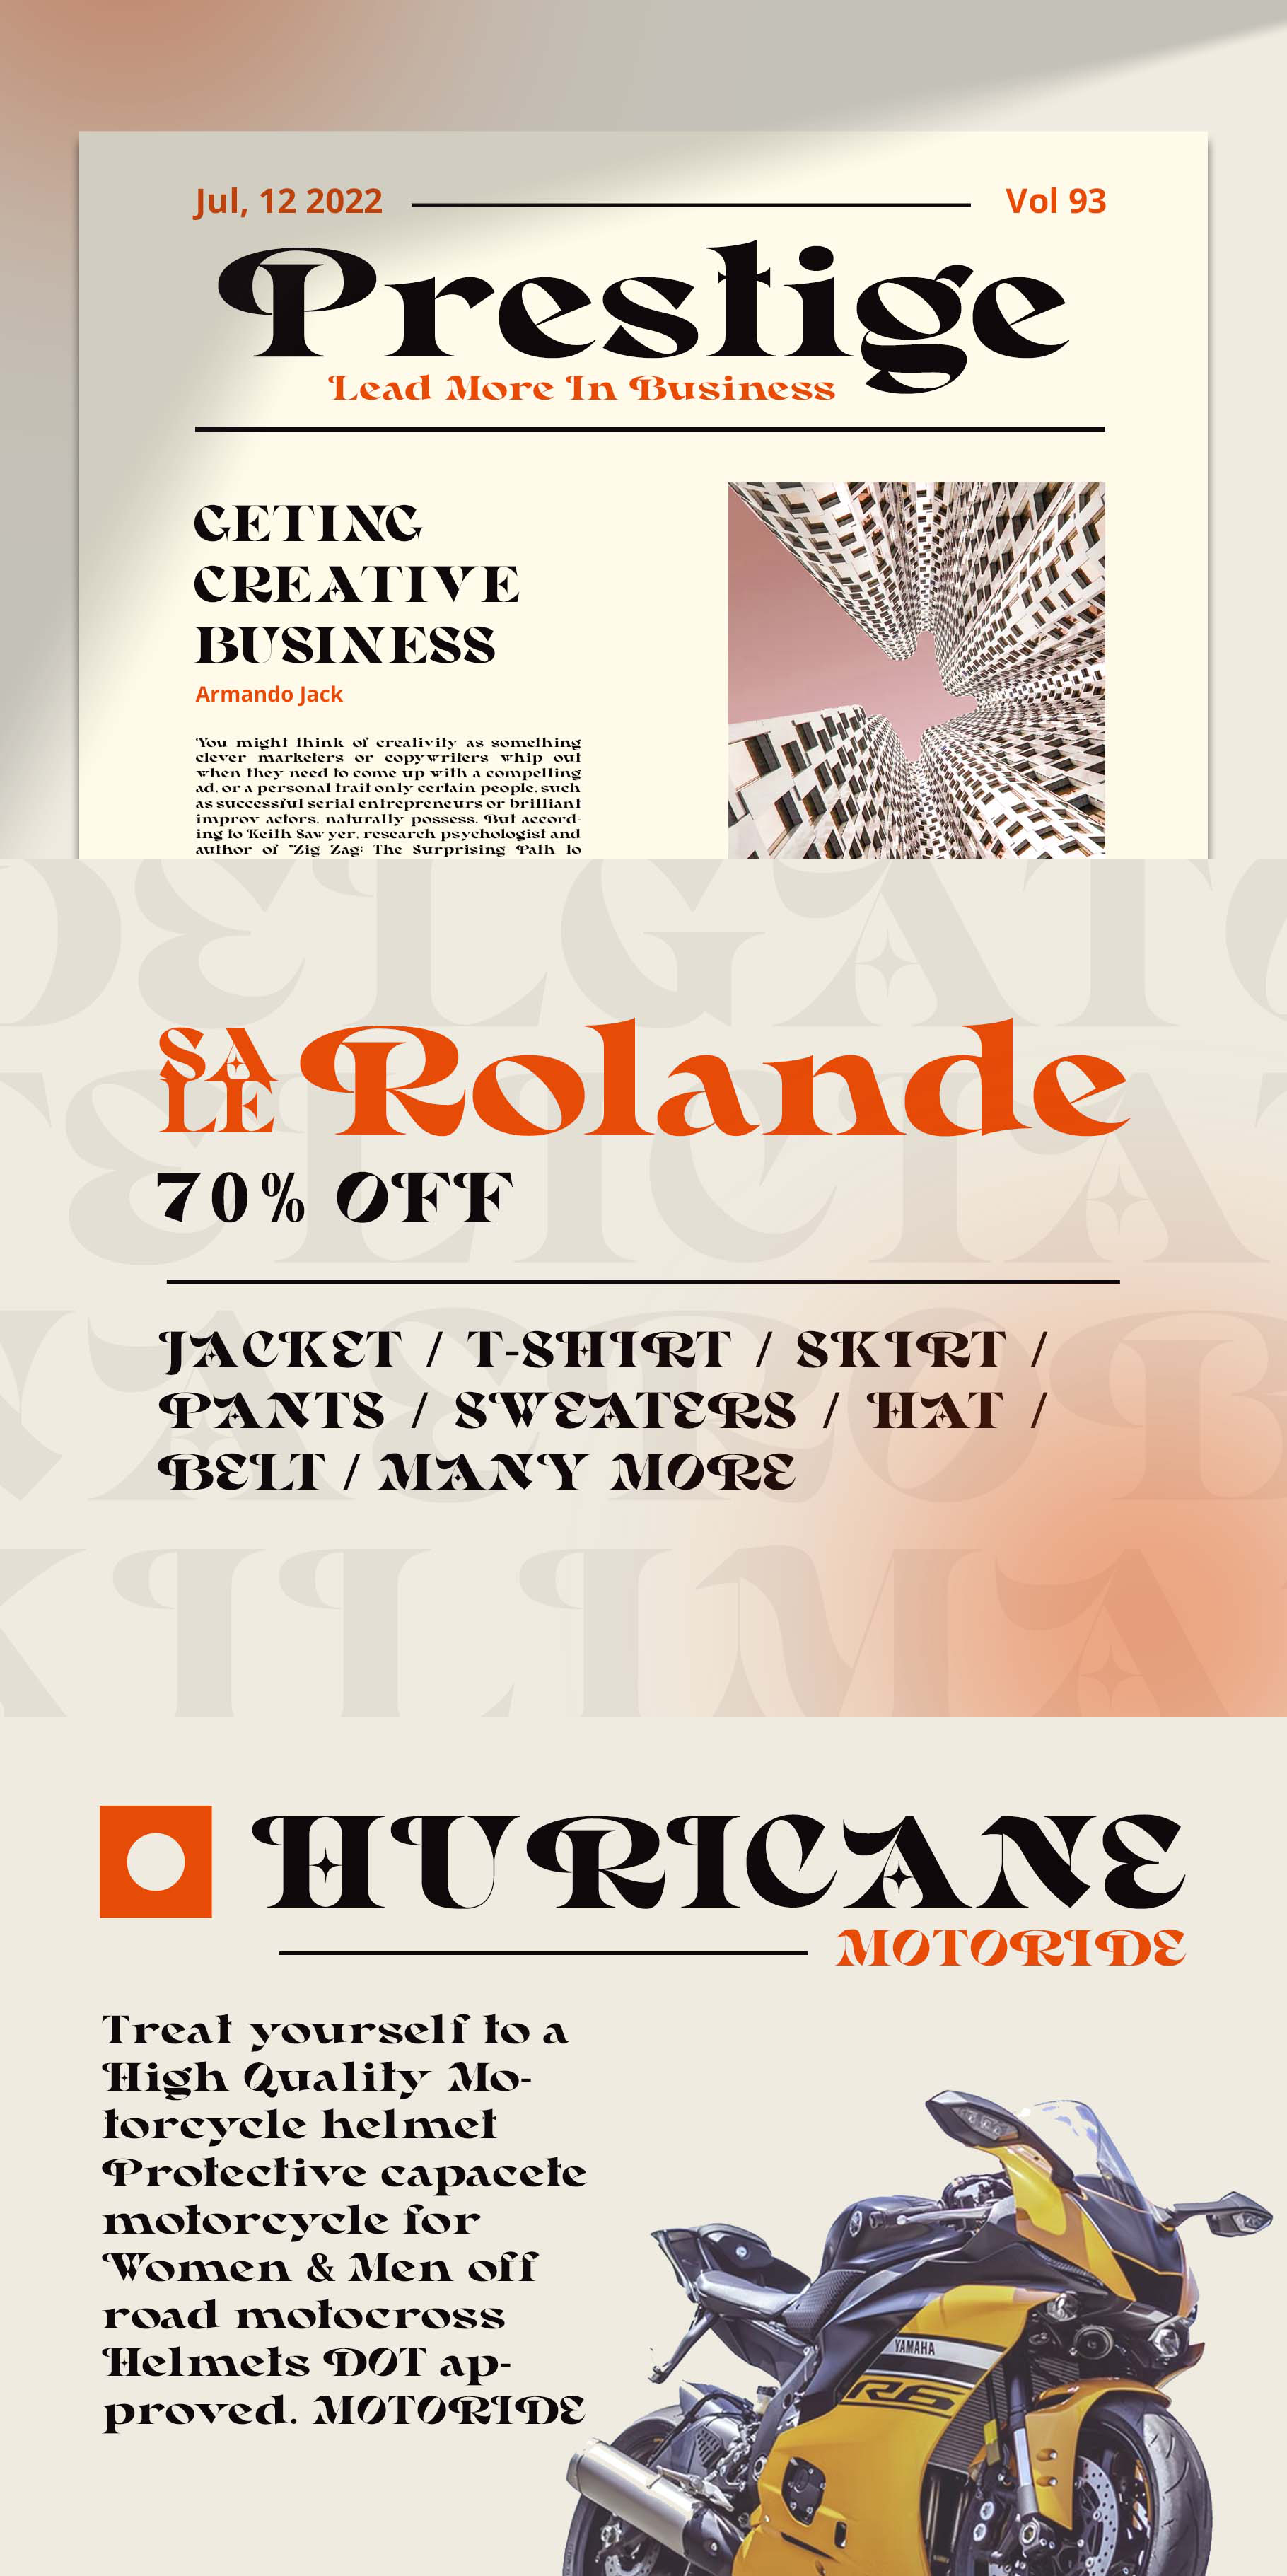 Jul, 12 2022
Vol 93
Prestige
Lead More In Business
GETING
CREATIVE
BUSINESS
Armando Jack
You might think of creativity as something
clever marketers or copywriters whip out
when they need to come up with a compelling
ad, or a personal trait only certain people, such
as successful serial entrepreneurs or brilliant
improv actors, naturally possess. But accord-
ing to Keith Sawyer, research psychologist and
author of "Zig Zag: The Surprising Path to
DELGATO
SA
LE
Rolande
70% OFF
JACKET / T-SHIRT / SKIRT /
PANTS / SWEATERS / HAT /
BELT / MANY MORE
KILIMA
HURICANE
MOTORIDE
Treat yourself to a
High Quality Mo-
torcycle helmet
Protective capacete
motorcycle for
Women & Men off
road motocross
Helmets DOT ap-
proved. MOTORIDE
YAMAHA
R6